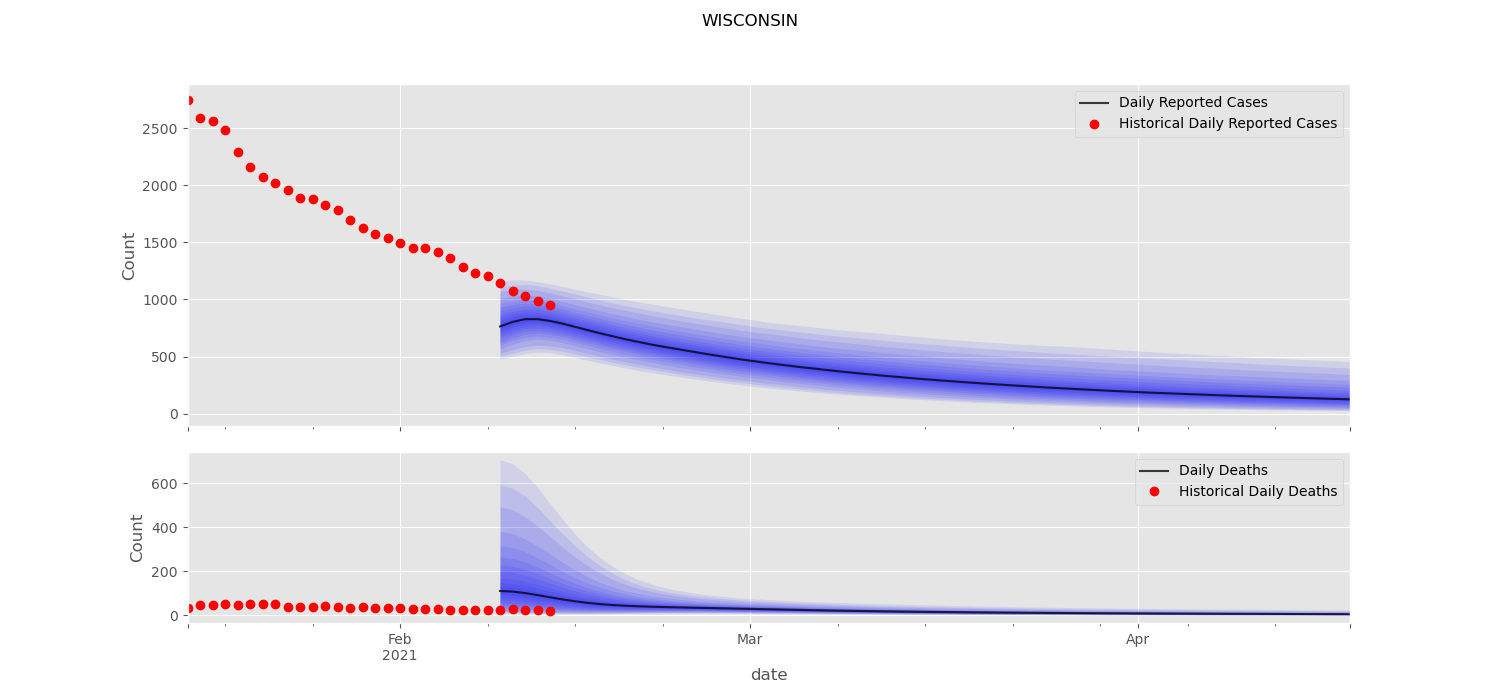 WISCONSIN
Daily Reported Cases
Historical Daily Reported Cases
2500
2000
1500
1000
500
0
Count
Daily Deaths
Historical Daily Deaths
600
400
200
0
Count
Feb
2021
Mar
Apr
date